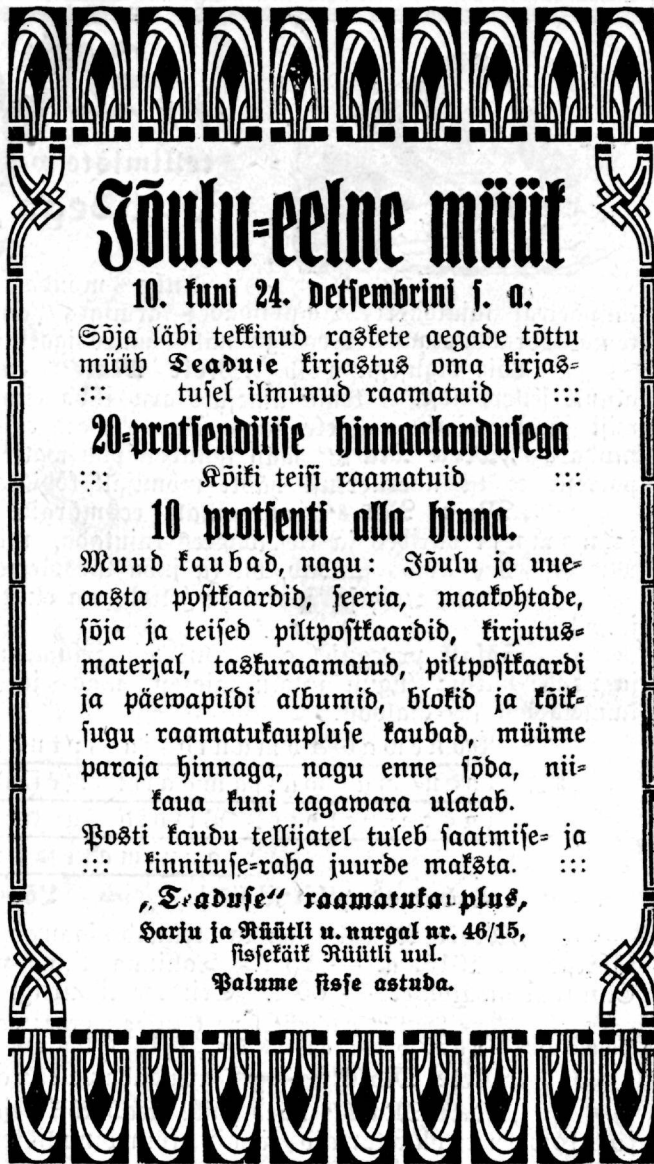 Jõulu-eelne müük
10. kuni 24. detsembrini s. a.
Sõja läbi tekkinud raskete aegade tõttu
müüb Teaduse kirjastus oma kirjas-
::: tusel ilmunud raamatuid :::
20-protsendilise hinnaalandusega
::: Kõiki teisi raamatuid :::
10 protsenti alla hinna.
Muud kaubad, nagu: Jõulu ja uue-
aasta postkaardid, seeria, maakohtade,
sõja ja teised piltpostkaardid, kirjutus-
materjal, taskuraamatud, piltpostkaardi
ja päewapildi albumid, blokid ja kõik-
sugu raamatukaupluse kaubad, müüme
paraja hinnaga, nagu enne sõda, nii-
kaua kuni tagawara ulatab.
Posti kaudu tellijatel tuleb saatmise- ja
::: kinnituse-raha juurde maksta. :::
„Teaduse“ raamatukauplus,
Harju ja Rüütli u. nurgal nr. 46/15,
sissekäik Rüütli uul.
Palume sisse astuda.